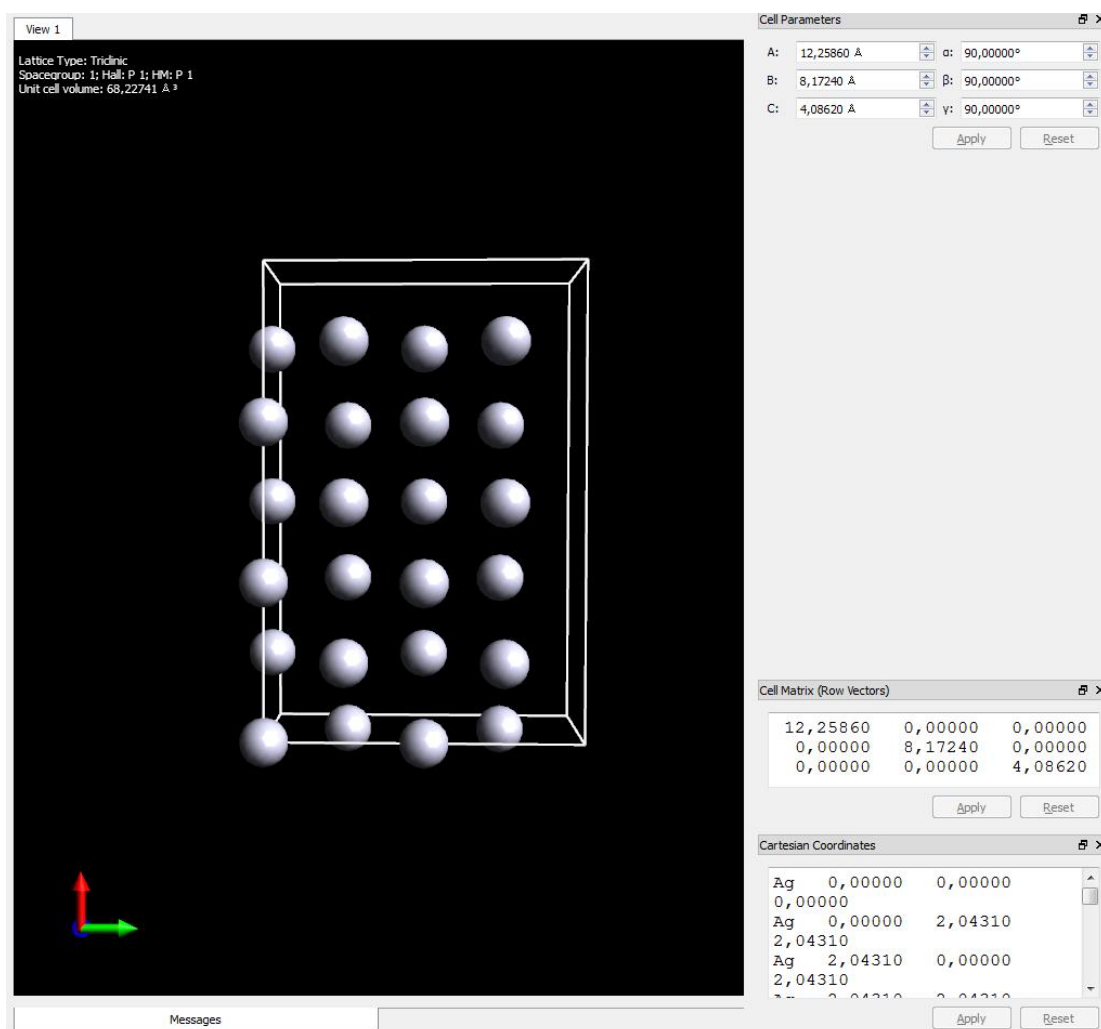 View 1
Lattice Type: Triclinic
Spacegroup: 1; Hall: P 1; HM: P 1
Unit cell volume: 68,22741 Å ³
Cell Parameters
A: 12,25860 Å α: 90,00000°
B: 8,17240 Å β: 90,00000°
C: 4,08620 Å γ: 90,00000°
Apply Reset
Cell Matrix (Row Vectors)
12,25860 0,00000 0,00000
0,00000 8,17240 0,00000
0,00000 0,00000 4,08620
Apply Reset
Cartesian Coordinates
Ag 0,00000 0,00000
0,00000
Ag 0,00000 2,04310
2,04310
Ag 2,04310 0,00000
2,04310
Apply Reset
Messages